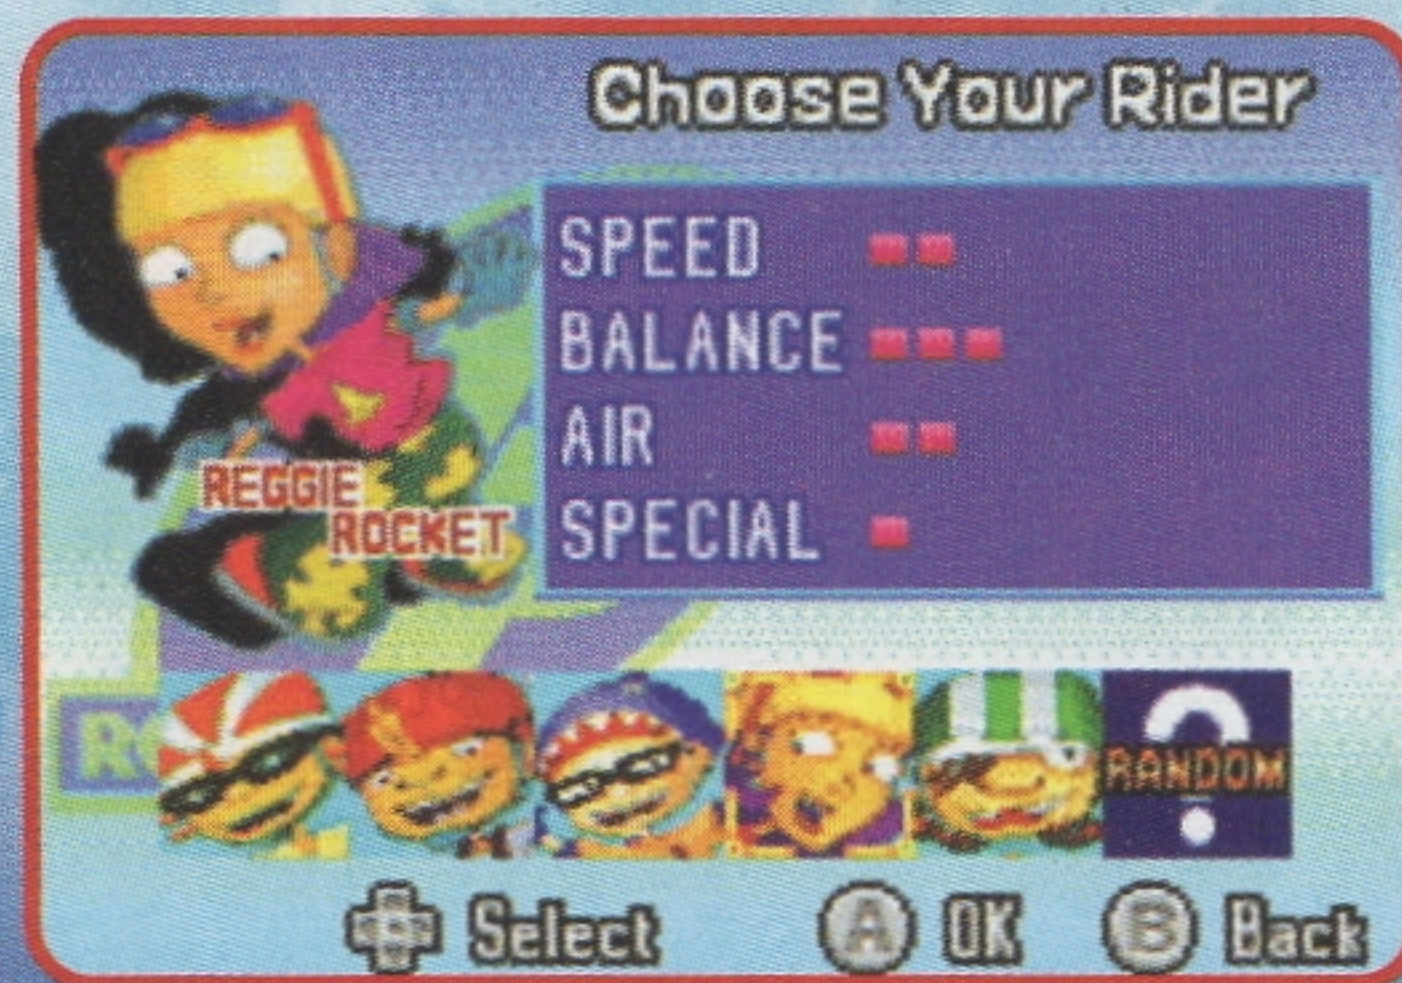 Choose Your Rider
SPEED
BALANCE
AIR
SPECIAL
REGGIE
ROCKET
RANDOM
Select
A OK
B Back